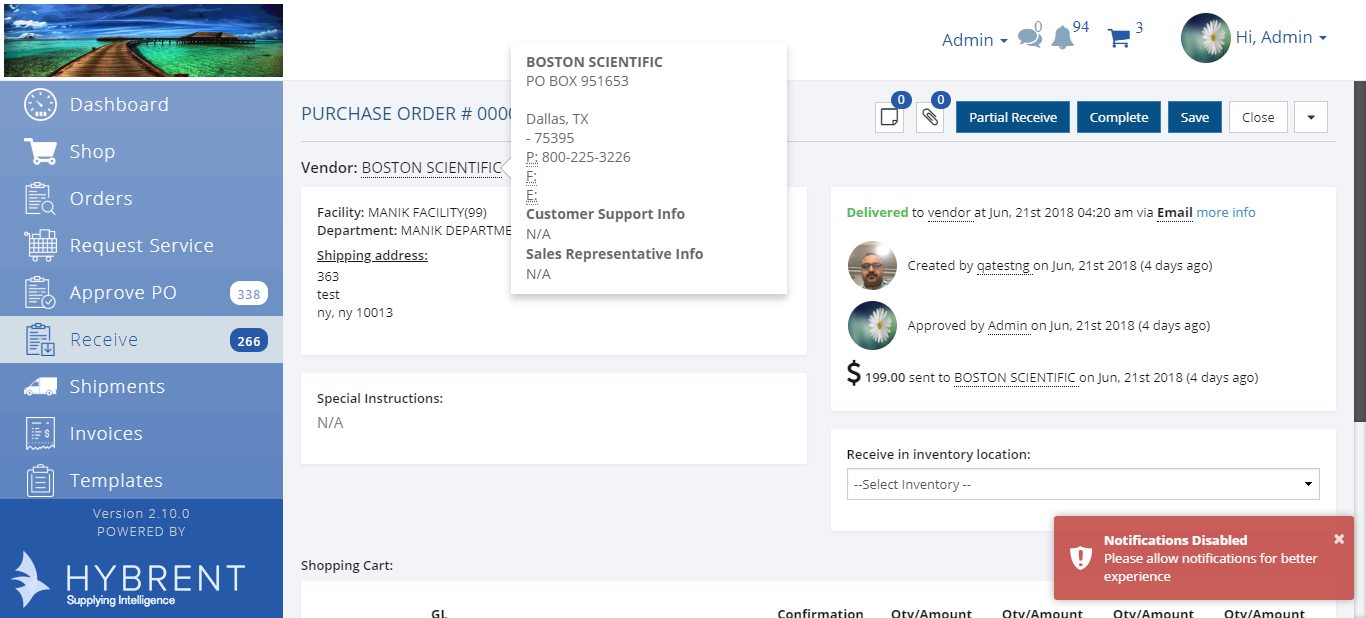 Admin
0
94
3
Hi, Admin
Dashboard
Shop
Orders
Request Service
Approve PO
338
Receive
266
Shipments
Invoices
Templates
Version 2.10.0
POWERED BY
HYBRENT
Supplying Intelligence
PURCHASE ORDER # 0000
0
0
Partial Receive
Complete
Save
Close
Vendor: BOSTON SCIENTIFIC
BOSTON SCIENTIFIC
PO BOX 951653
Dallas, TX
- 75395
P: 800-225-3226
F:
E:
Customer Support Info
N/A
Sales Representative Info
N/A
Facility: MANIK FACILITY(99)
Department: MANIK DEPARTME
Shipping address:
363
test
ny, ny 10013
Special Instructions:
N/A
Delivered to vendor at Jun, 21st 2018 04:20 am via Email more info
Created by qatestng on Jun, 21st 2018 (4 days ago)
Approved by Admin on Jun, 21st 2018 (4 days ago)
$ 199.00 sent to BOSTON SCIENTIFIC on Jun, 21st 2018 (4 days ago)
Receive in inventory location:
--Select Inventory --
Notifications Disabled
Please allow notifications for better
experience
Shopping Cart:
GL Confirmation Qty/Amount Qty/Amount Qty/Amount Qty/Amount